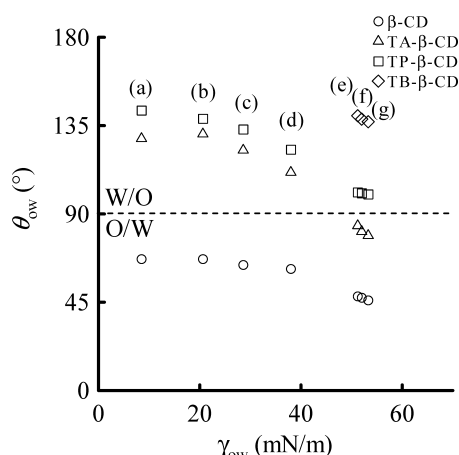 ○ β-CD
△ TA-β-CD
□ TP-β-CD
◇ TB-β-CD
180
135
90
45
0
θow (°)
(a)
(b)
(c)
(d)
(e)
(f)
(g)
W/O
O/W
0 20 40 60
γow (mN/m)